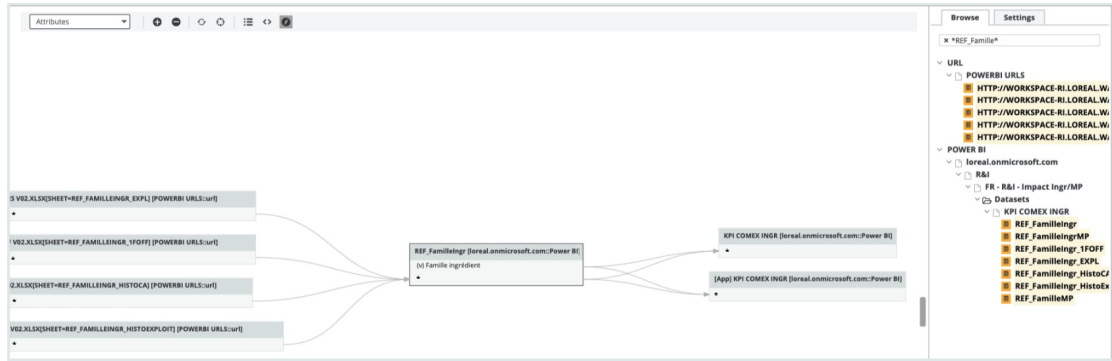 Attributes
Browse
Settings
× *REF_Famille*
URL
POWERBI URLS
HTTP://WORKSPACE-RI.LOREAL.W
HTTP://WORKSPACE-RI.LOREAL.W
HTTP://WORKSPACE-RI.LOREAL.W
HTTP://WORKSPACE-RI.LOREAL.W
HTTP://WORKSPACE-RI.LOREAL.W
POWER BI
loreal.onmicrosoft.com
R&I
FR - R&I - Impact Ingr/MP
Datasets
KPI COMEX INGR
REF_FamilleIngr
REF_FamilleIngrMP
REF_FamilleIngr_1FOFF
REF_FamilleIngr_EXPL
REF_FamilleIngr_HistoCA
REF_FamilleIngr_HistoEx
REF_FamilleMP
V02.XLSX[SHEET=REF_FAMILLEINGR_EXPL] [POWERBI URLS::url]
*
V02.XLSX[SHEET=REF_FAMILLEINGR_1FOFF] [POWERBI URLS::url]
*
2.XLSX[SHEET=REF_FAMILLEINGR_HISTOCA] [POWERBI URLS::url]
*
V02.XLSX[SHEET=REF_FAMILLEINGR_HISTOEXPLOIT] [POWERBI URLS::url]
*
REF_FamilleIngr [loreal.onmicrosoft.com::Power BI]
(v) Famille ingrédient
*
KPI COMEX INGR [loreal.onmicrosoft.com::Power BI]
*
[App] KPI COMEX INGR [loreal.onmicrosoft.com::Power BI]
*